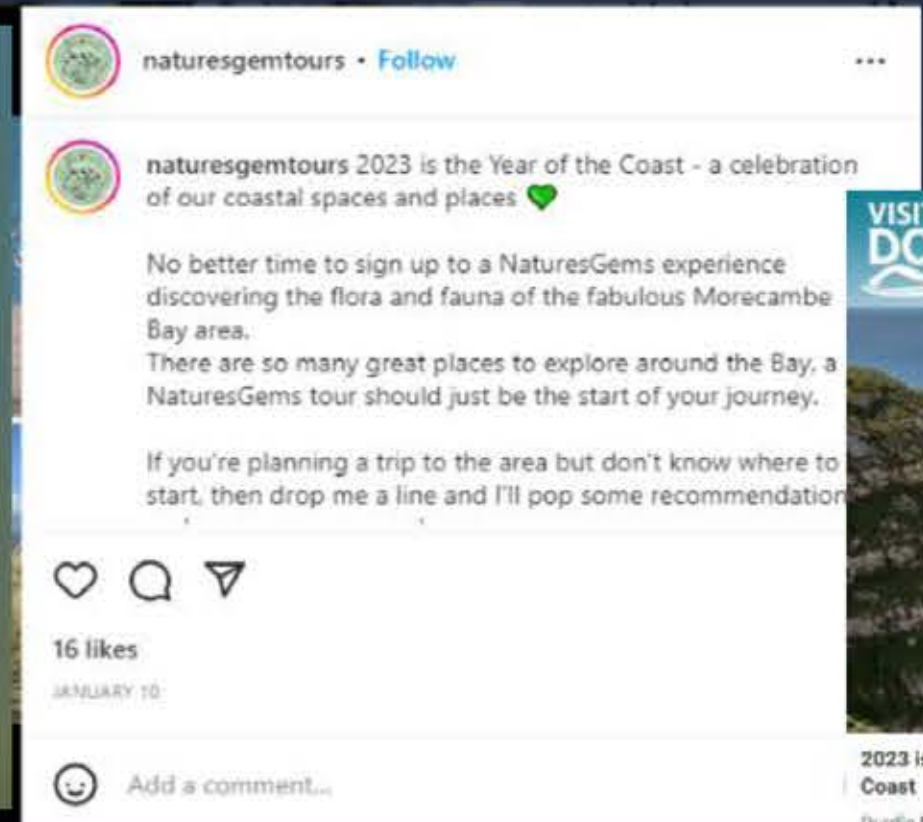 naturesgemtours • Follow
naturesgemtours 2023 is the Year of the Coast - a celebration
of our coastal spaces and places 💚
No better time to sign up to a NaturesGems experience
discovering the flora and fauna of the fabulous Morecambe
Bay area.
There are so many great places to explore around the Bay, a
NaturesGems tour should just be the start of your journey.
If you're planning a trip to the area but don't know where to
start, then drop me a line and I'll pop some recommendation
16 likes
JANUARY 10
Add a comment...
VISI
DO
2023 is
Coast